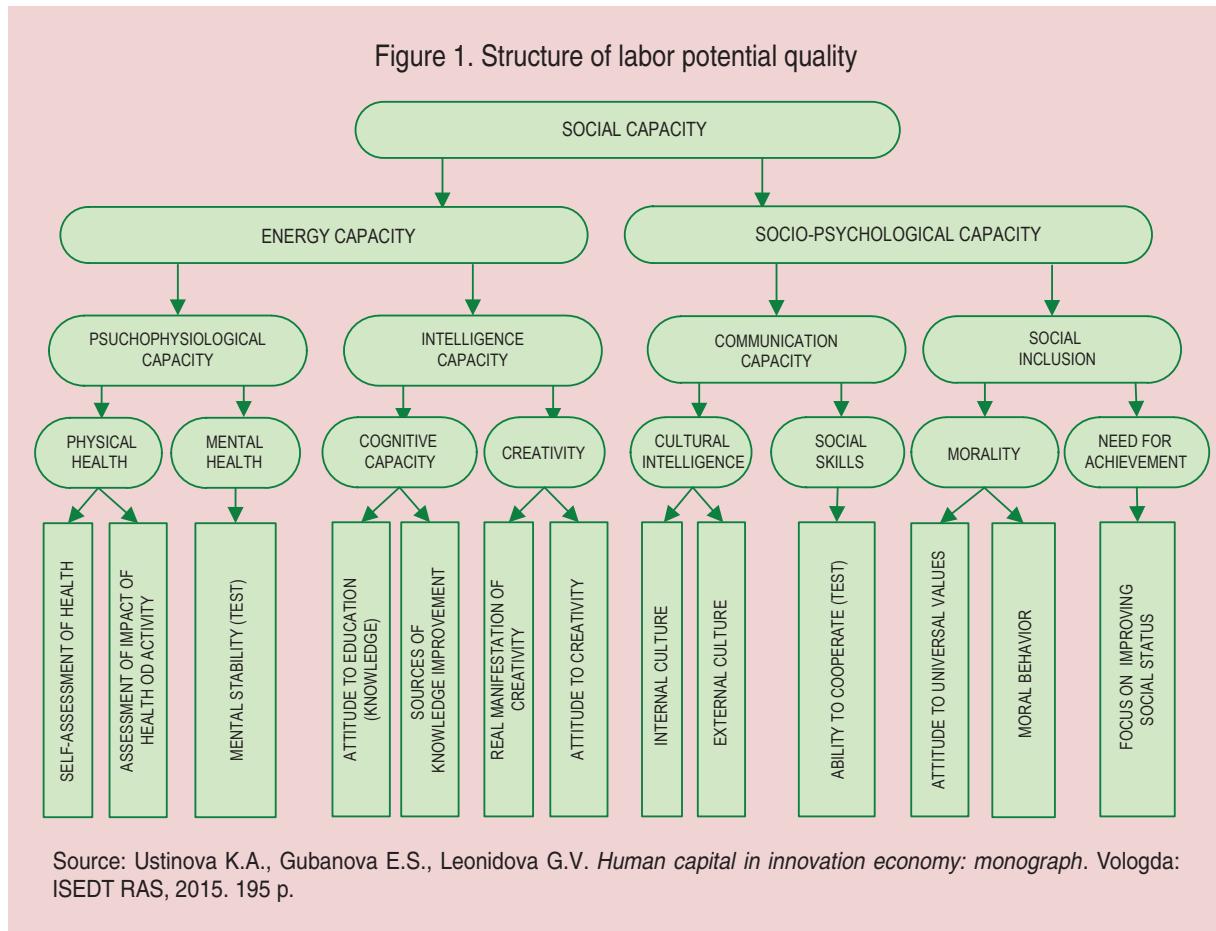 Figure 1. Structure of labor potential quality
SOCIAL CAPACITY
ENERGY CAPACITY
SOCIO-PSYCHOLOGICAL CAPACITY
PSUCHOPHYSIOLOGICAL
CAPACITY
INTELLIGENCE
CAPACITY
COMMUNICATION
CAPACITY
SOCIAL
INCLUSION
PHYSICAL
HEALTH
MENTAL
HEALTH
COGNITIVE
CAPACITY
CREATIVITY
CULTURAL
INTELLIGENCE
SOCIAL
SKILLS
MORALITY
NEED FOR
ACHIEVEMENT
SELF-ASSESSMENT OF HEALTH
ASSESSMENT OF IMPACT OF
HEALTH OD ACTIVITY
MENTAL STABILITY (TEST)
ATTITUDE TO EDUCATION
(KNOWLEDGE)
SOURCES OF
KNOWLEDGE IMPROVEMENT
REAL MANIFESTATION OF
CREATIVITY
ATTITUDE TO CREATIVITY
INTERNAL CULTURE
EXTERNAL CULTURE
ABILITY TO COOPERATE (TEST)
ATTITUDE TO UNIVERSAL VALUES
MORAL BEHAVIOR
FOCUS ON IMPROVING
SOCIAL STATUS
Source: Ustinova K.A., Gubanova E.S., Leonidova G.V. Human capital in innovation economy: monograph. Vologda:
ISEDT RAS, 2015. 195 p.